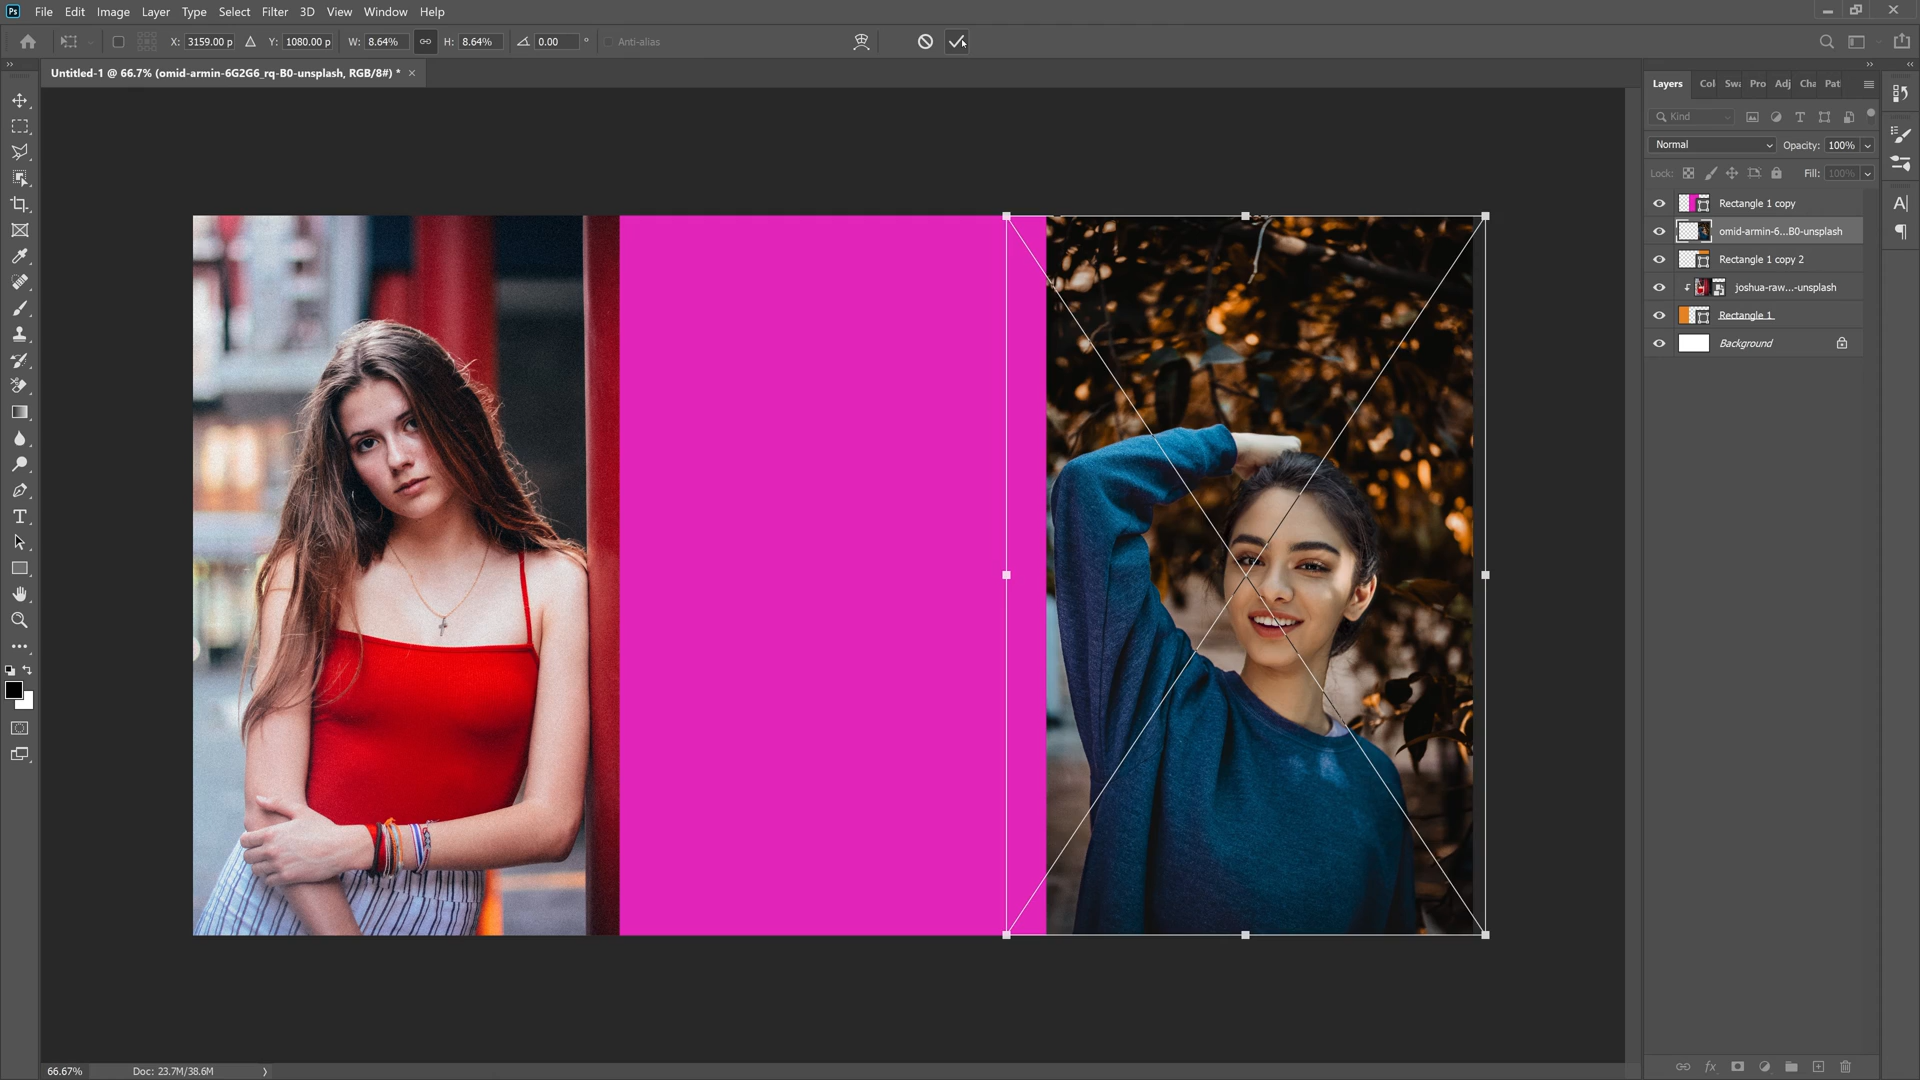 Ps File Edit Image Layer Type Select Filter 3D View Window Help
X: 3159.00 p Y: 1080.00 p W: 8.64% H: 8.64% 0.00 ° Anti-alias
Untitled-1 @ 66.7% (omid-armin-6G2G6_rq-B0-unsplash, RGB/8#) * ×
Layers Col Swa Pro Adj Cha Pat
Kind
Normal Opacity: 100%
Lock: Fill: 100%
Rectangle 1 copy
omid-armin-6...B0-unsplash
Rectangle 1 copy 2
joshua-raw...-unsplash
Rectangle 1
Background
66.67% Doc: 23.7M/38.6M